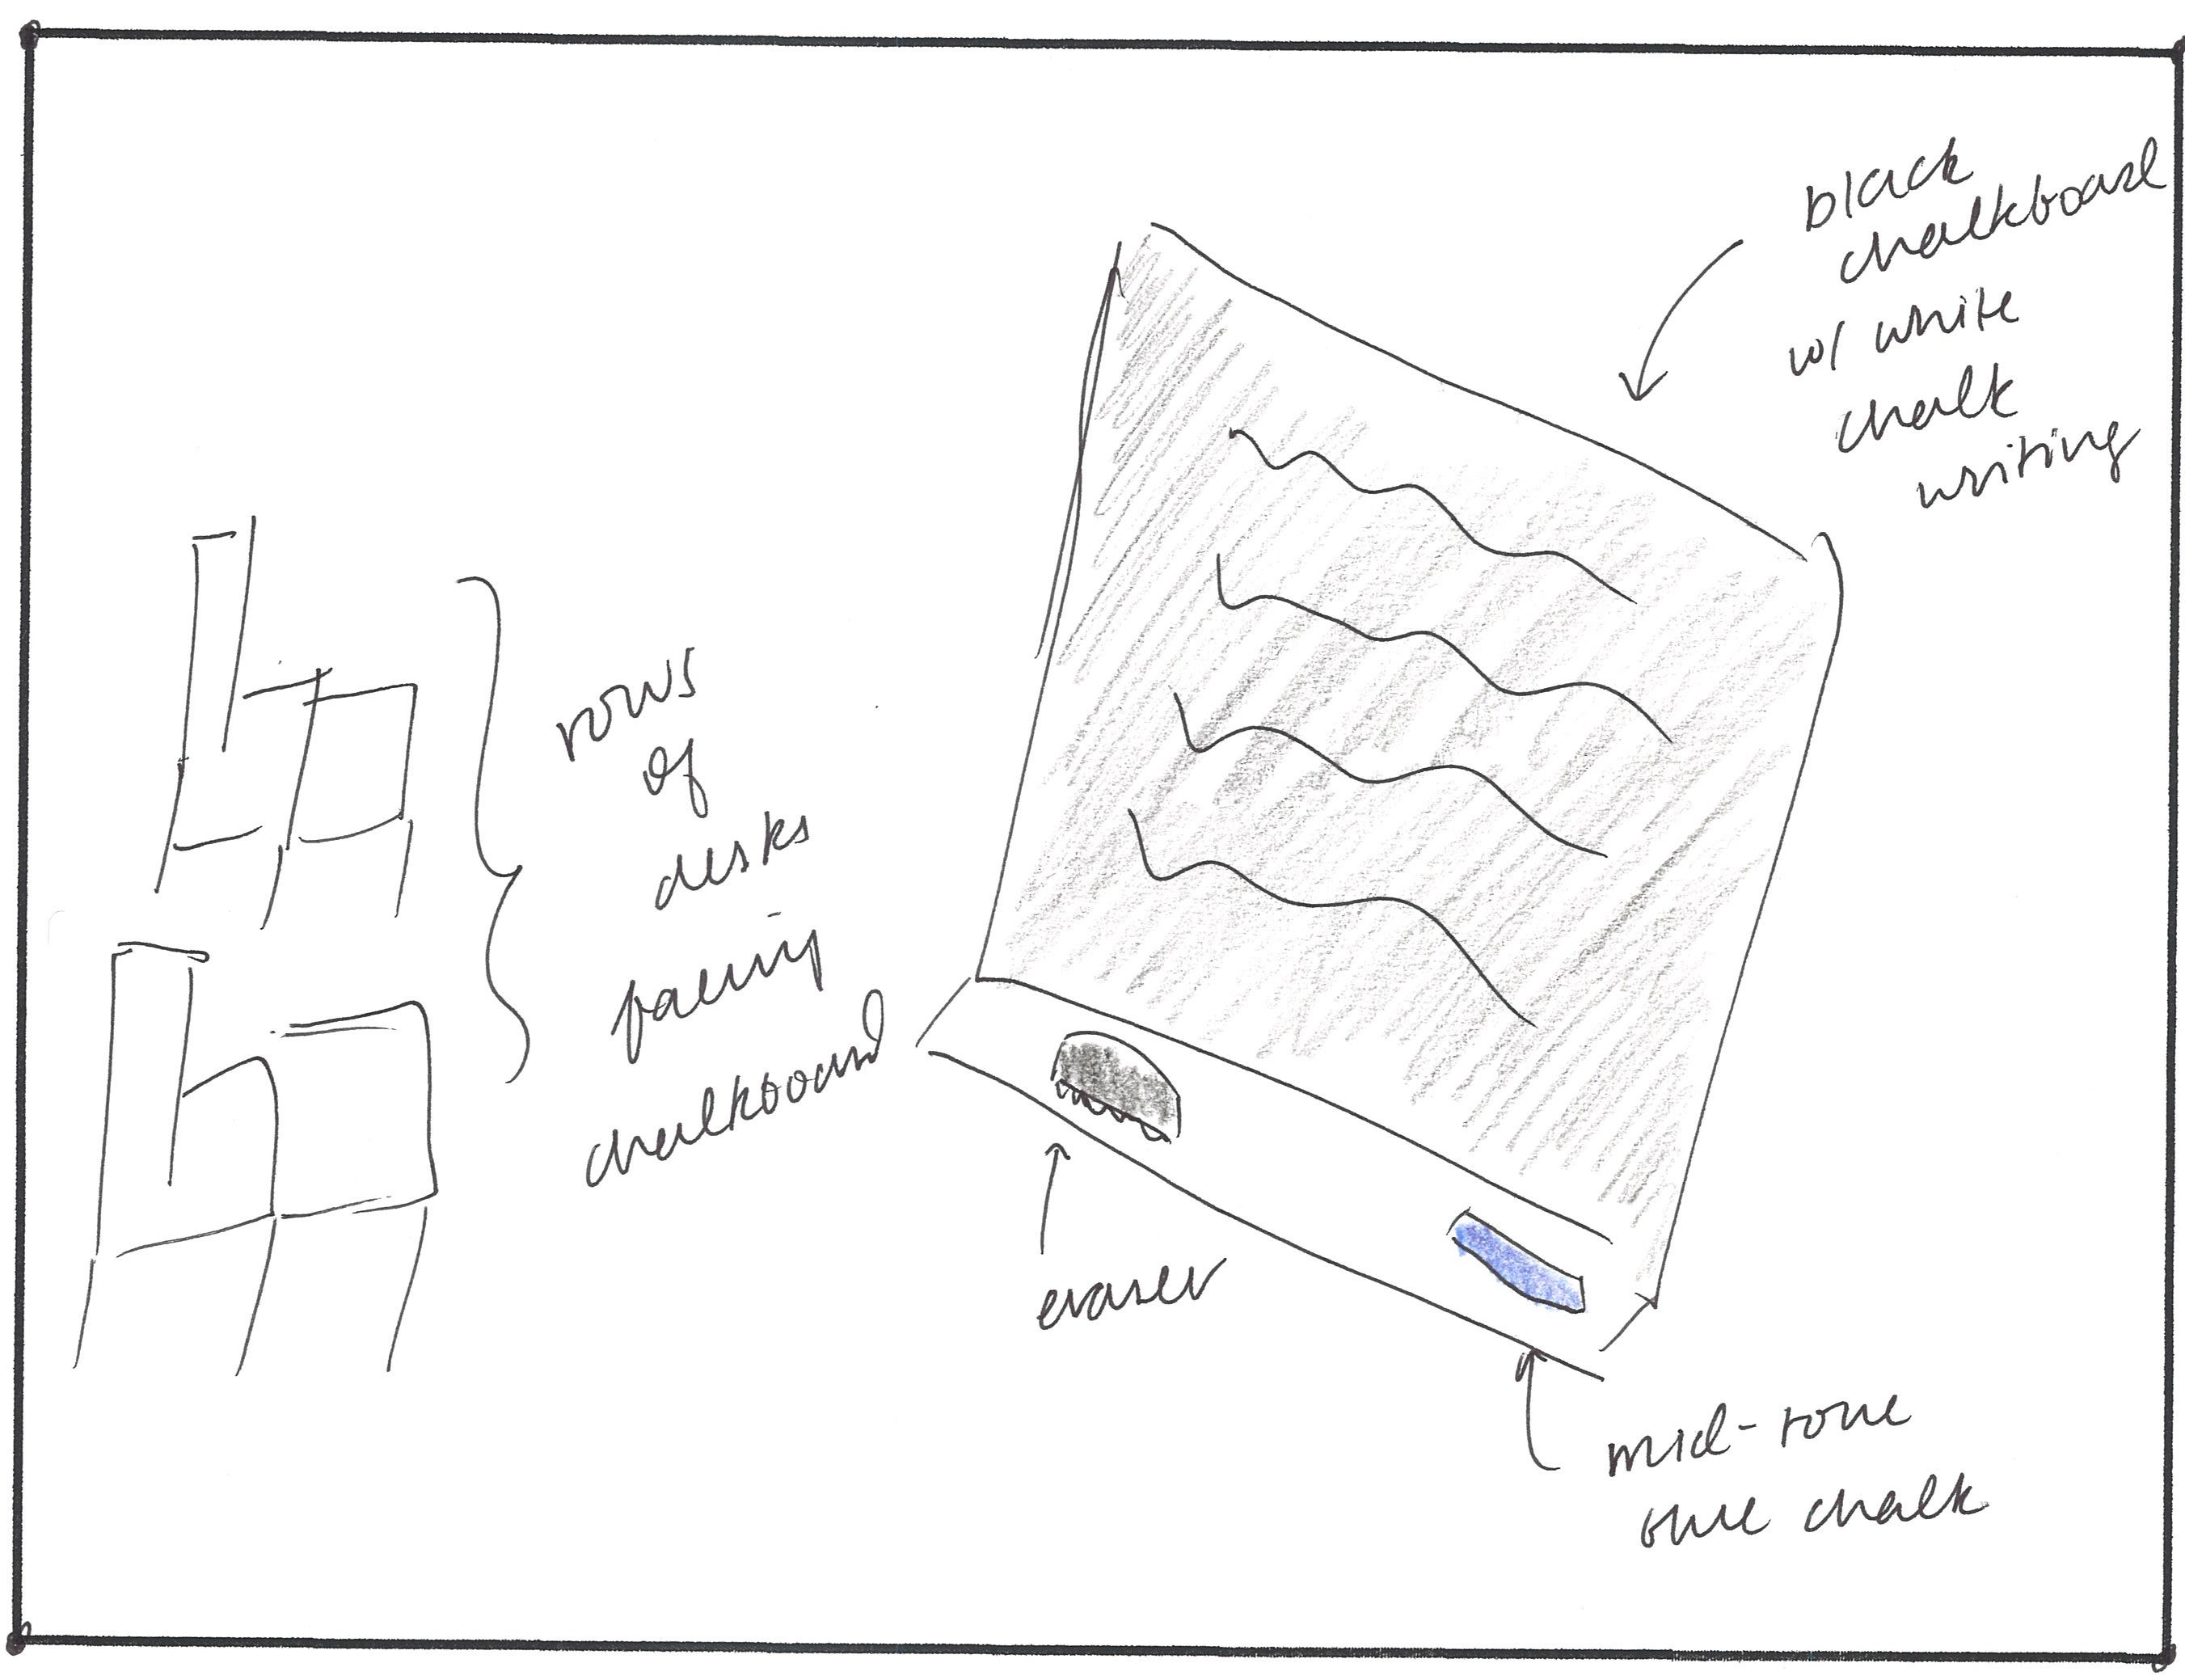 black
chalkboard
w/ white
chalk
writing
rows
of
desks
facing
chalkboard
eraser
mid-tone
blue chalk